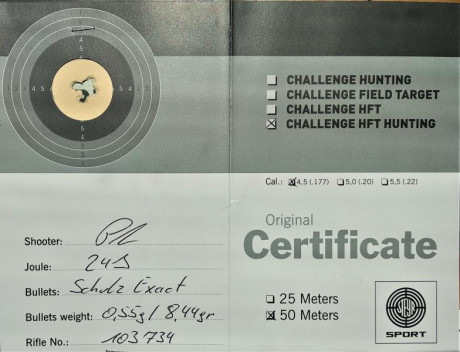 CHALLENGE HUNTING
CHALLENGE FIELD TARGET
CHALLENGE HFT
CHALLENGE HFT HUNTING
Cal.: 4,5 (.177) 5,0 (.20) 5,5 (.22)
Original
Certificate
25 Meters
50 Meters
SPORT
Shooter:
Joule: 24J
Bullets: Schulz Exact
Bullets weight: 0,55g / 8,44gr
Rifle No.: 103734